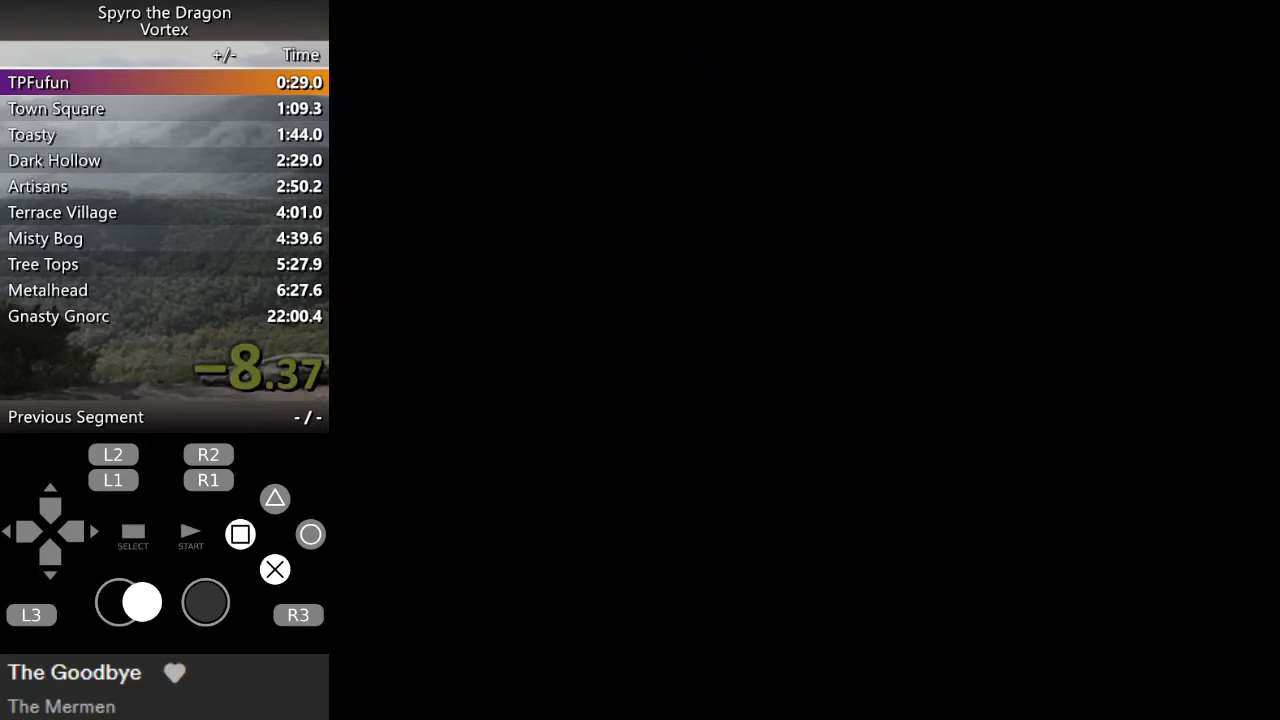 Spyro the Dragon
Vortex
+/- Time
TPFufun 0:29.0
Town Square 1:09.3
Toasty 1:44.0
Dark Hollow 2:29.0
Artisans 2:50.2
Terrace Village 4:01.0
Misty Bog 4:39.6
Tree Tops 5:27.9
Metalhead 6:27.6
Gnasty Gnorc 22:00.4
−8.37
Previous Segment - / -
L2 R2
L1 R1
SELECT START
L3 R3
The Goodbye
The Mermen